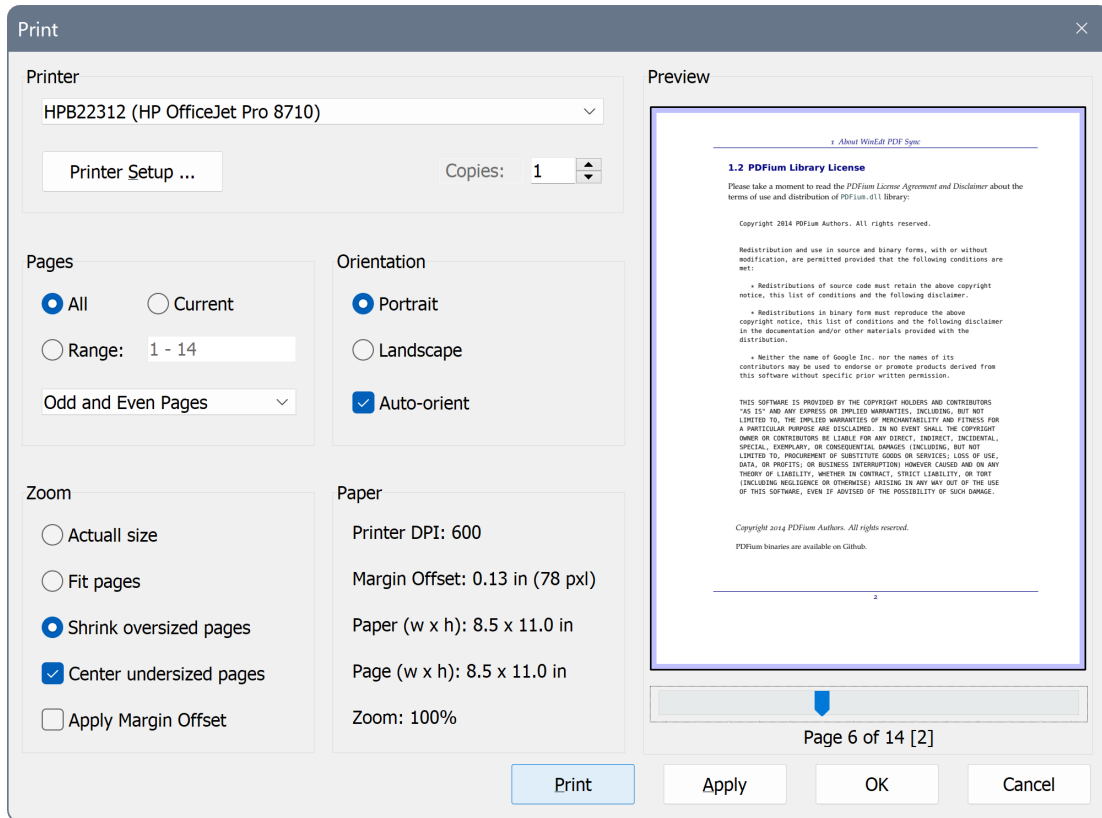 Print
Printer
HPB22312 (HP OfficeJet Pro 8710)
Printer Setup ...
Copies:
1
Pages
All
Current
Range:
1 - 14
Odd and Even Pages
Orientation
Portrait
Landscape
Auto-orient
Zoom
Actuall size
Fit pages
Shrink oversized pages
Center undersized pages
Apply Margin Offset
Paper
Printer DPI: 600
Margin Offset: 0.13 in (78 pxl)
Paper (w x h): 8.5 x 11.0 in
Page (w x h): 8.5 x 11.0 in
Zoom: 100%
Preview
1 About WinEdt PDF Sync
1.2 PDFium Library License
Please take a moment to read the PDFium License Agreement and Disclaimer about the
terms of use and distribution of PDFium.dll library:
Copyright 2014 PDFium Authors. All rights reserved.
Redistribution and use in source and binary forms, with or without
modification, are permitted provided that the following conditions are
met:
* Redistributions of source code must retain the above copyright
notice, this list of conditions and the following disclaimer.
* Redistributions in binary form must reproduce the above
copyright notice, this list of conditions and the following disclaimer
in the documentation and/or other materials provided with the
distribution.
* Neither the name of Google Inc. nor the names of its
contributors may be used to endorse or promote products derived from
this software without specific prior written permission.
THIS SOFTWARE IS PROVIDED BY THE COPYRIGHT HOLDERS AND CONTRIBUTORS
"AS IS" AND ANY EXPRESS OR IMPLIED WARRANTIES, INCLUDING, BUT NOT
LIMITED TO, THE IMPLIED WARRANTIES OF MERCHANTABILITY AND FITNESS FOR
A PARTICULAR PURPOSE ARE DISCLAIMED. IN NO EVENT SHALL THE COPYRIGHT
OWNER OR CONTRIBUTORS BE LIABLE FOR ANY DIRECT, INDIRECT, INCIDENTAL,
SPECIAL, EXEMPLARY, OR CONSEQUENTIAL DAMAGES (INCLUDING, BUT NOT
LIMITED TO, PROCUREMENT OF SUBSTITUTE GOODS OR SERVICES; LOSS OF USE,
DATA, OR PROFITS; OR BUSINESS INTERRUPTION) HOWEVER CAUSED AND ON ANY
THEORY OF LIABILITY, WHETHER IN CONTRACT, STRICT LIABILITY, OR TORT
(INCLUDING NEGLIGENCE OR OTHERWISE) ARISING IN ANY WAY OUT OF THE USE
OF THIS SOFTWARE, EVEN IF ADVISED OF THE POSSIBILITY OF SUCH DAMAGE.
Copyright 2014 PDFium Authors. All rights reserved.
PDFium binaries are available on Github.
2
Page 6 of 14 [2]
Print
Apply
OK
Cancel